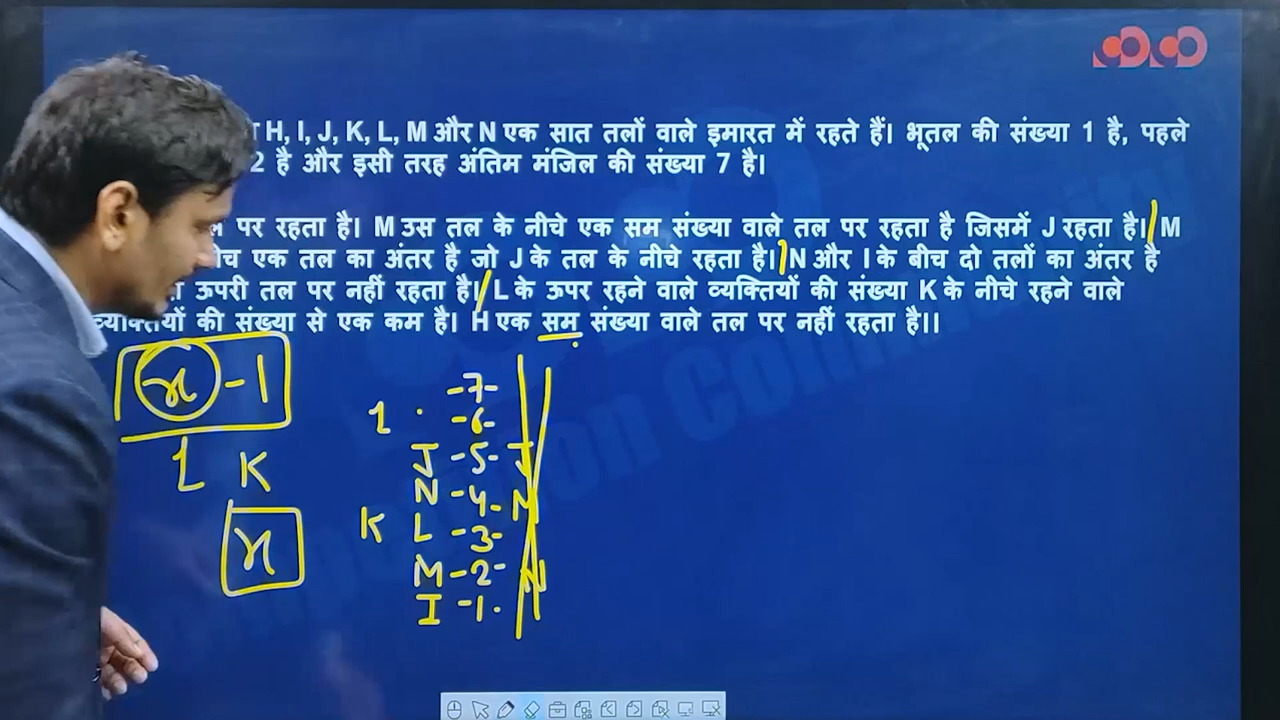 H, I, J, K, L, M और N एक सात तलों वाले इमारत में रहते हैं। भूतल की संख्या 1 है, पहले
2 है और इसी तरह अंतिम मंजिल की संख्या 7 है।
पर रहता है। M उस तल के नीचे एक सम संख्या वाले तल पर रहता है जिसमें J रहता है। M
एक तल का अंतर है जो J के तल के नीचे रहता है। N और I के बीच दो तलों का अंतर है
ऊपरी तल पर नहीं रहता है। L के ऊपर रहने वाले व्यक्तियों की संख्या K के नीचे रहने वाले
व्यक्तियों की संख्या से एक कम है। H एक सम संख्या वाले तल पर नहीं रहता है।।
-7-
-6-
J -5- J
N -4-
K L -3-
M -2- N
I -1-
L K